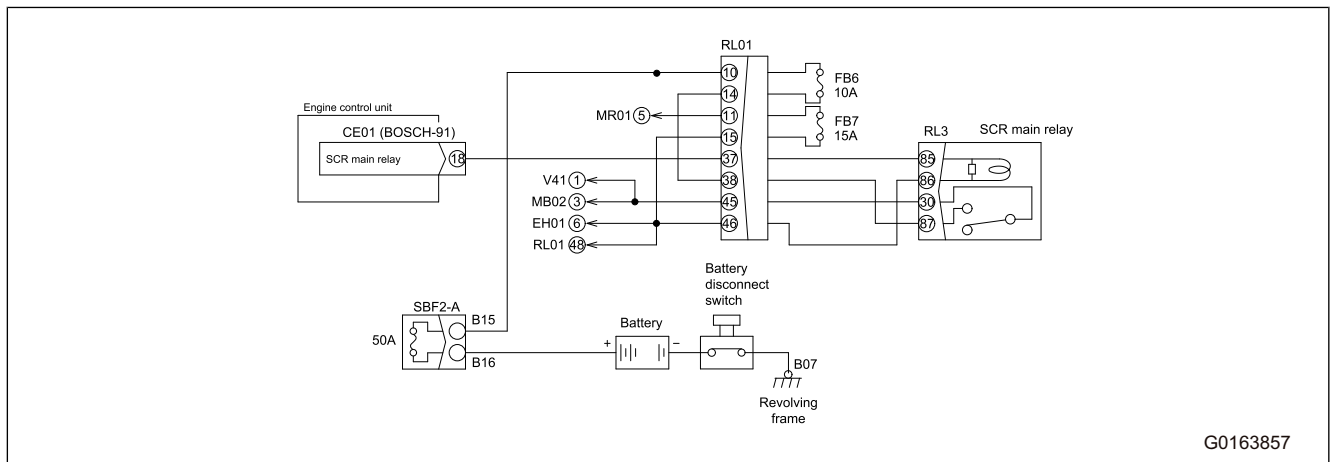 RL01
10
FB6
10A
14
Engine control unit
MR01 5
11
FB7
15A
CE01 (BOSCH-91)
15
RL3
SCR main relay
SCR main relay
18
37
85
V41 1
38
86
MB02 3
45
30
EH01 6
46
87
RL01 48
Battery
disconnect
switch
SBF2-A
B15
50A
Battery
+
−
B16
B07
Revolving
frame
G0163857